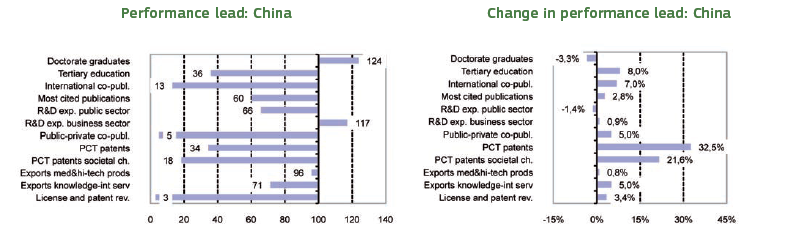 Performance lead: China
Doctorate graduates 124
Tertiary education 36
International co-publ. 13
Most cited publications 60
R&D exp. public sector 66
R&D exp. business sector 117
Public-private co-publ. 5
PCT patents 34
PCT patents societal ch. 18
Exports med&hi-tech prods 96
Exports knowledge-int serv 71
License and patent rev. 3
0 20 40 60 80 100 120 140
Change in performance lead: China
Doctorate graduates -3,3%
Tertiary education 8,0%
International co-publ. 7,0%
Most cited publications 2,8%
R&D exp. public sector -1,4%
R&D exp. business sector 0,9%
Public-private co-publ. 5,0%
PCT patents 32,5%
PCT patents societal ch. 21,6%
Exports med&hi-tech prods 0,8%
Exports knowledge-int serv 5,0%
License and patent rev. 3,4%
-15% 0% 15% 30% 45%